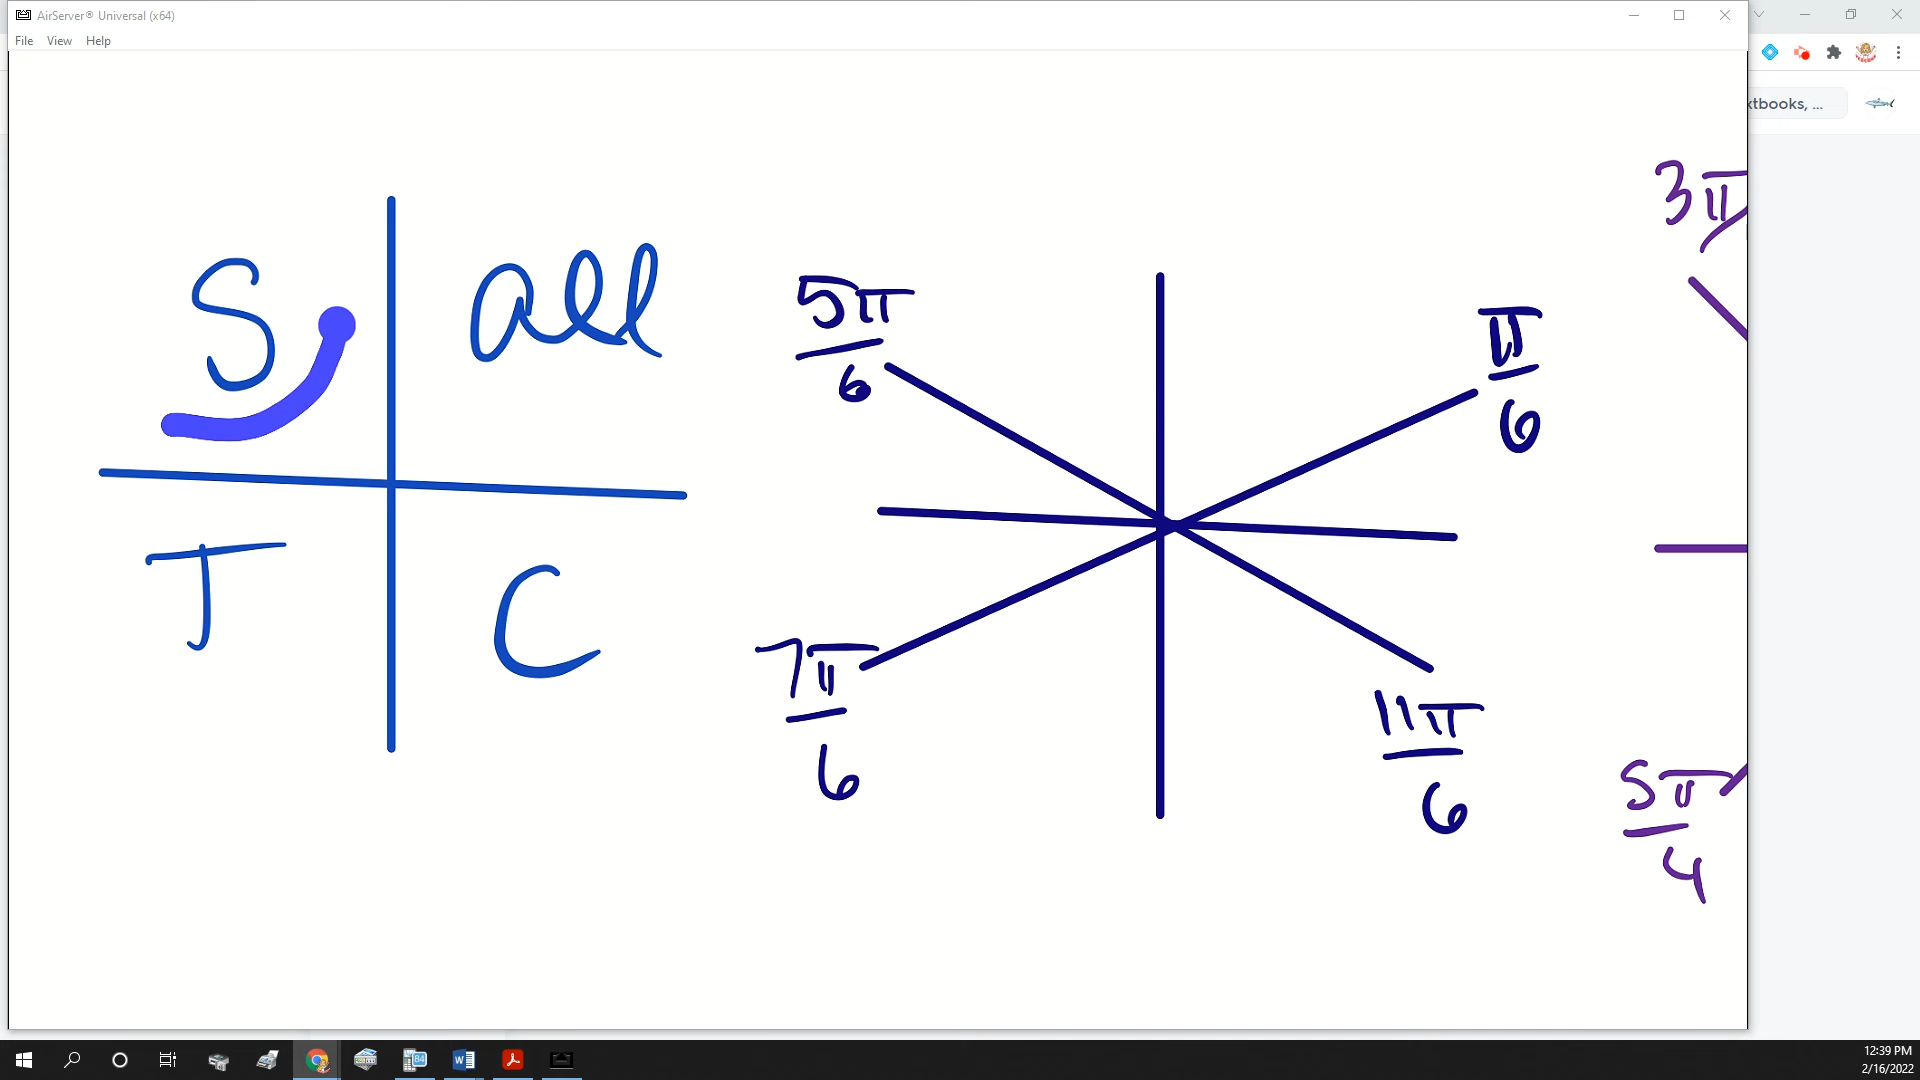 AirServer® Universal (x64)
File View Help
xtbooks, ...
S all
T C
5π
6
π
6
7π
6
11π
6
3π
5π
4
84
W
12:39 PM
2/16/2022